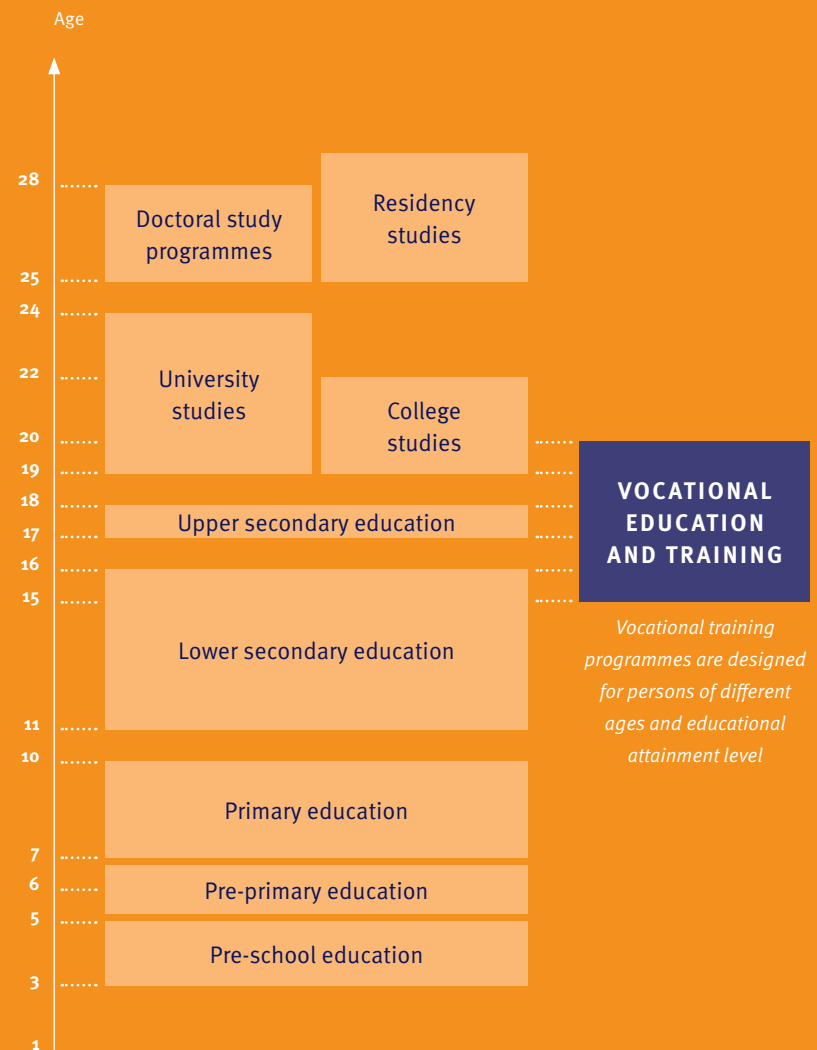 Age
28
Doctoral study
programmes
Residency
studies
25
24
22
University
studies
College
studies
20
19
18
17
16
15
Upper secondary education
VOCATIONAL
EDUCATION
AND TRAINING
Vocational training
programmes are designed
for persons of different
ages and educational
attainment level
Lower secondary education
11
10
Primary education
7
6
Pre-primary education
5
Pre-school education
3
1